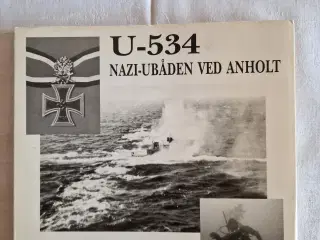 U-534
NAZI-UBÅDEN VED ANHOLT